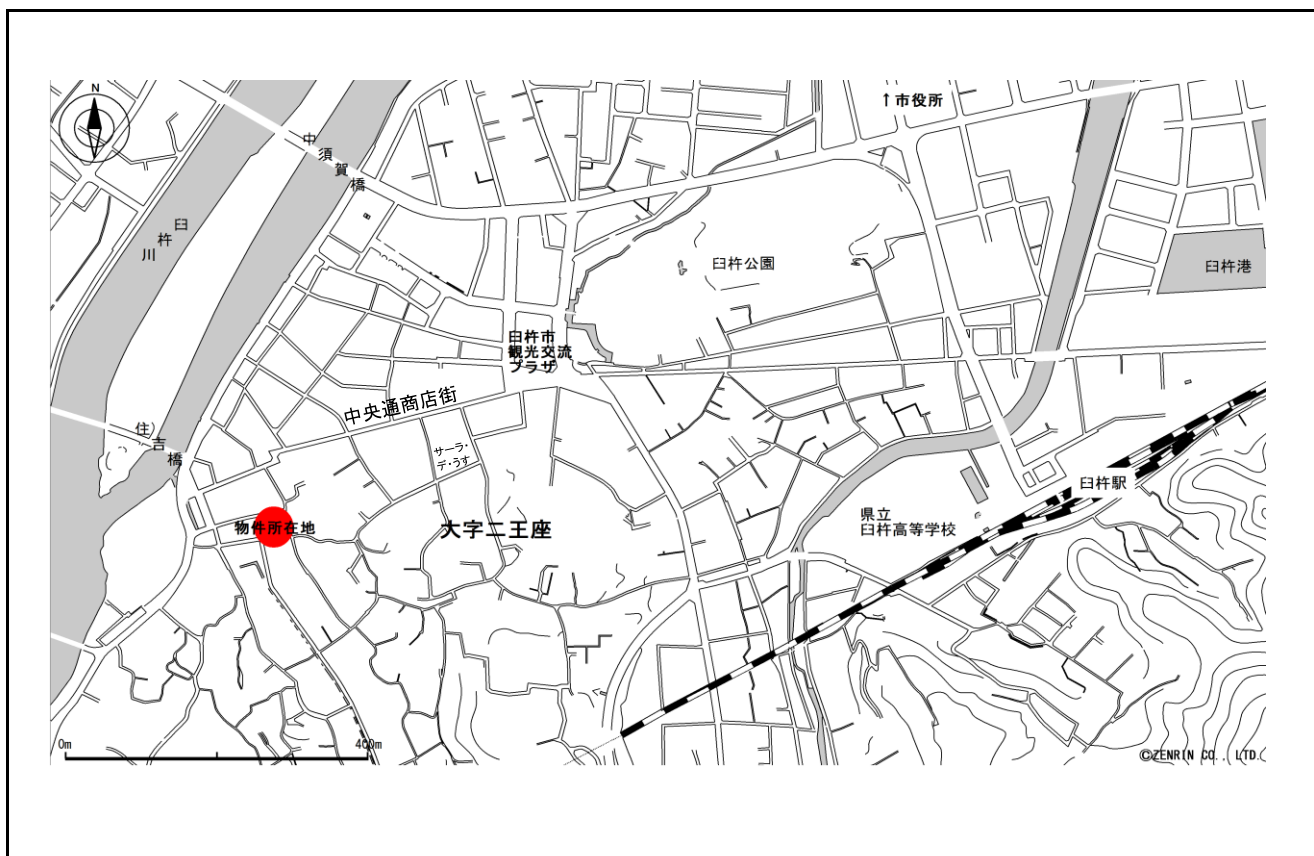 N
↑市役所
中須賀橋
臼杵川
臼杵公園
臼杵港
臼杵市
観光交流
プラザ
中央通商店街
住吉橋
サーラ・
デ・うす
臼杵駅
県立
臼杵高等学校
物件所在地
大字二王座
0m
400m
©ZENRIN CO., LTD.